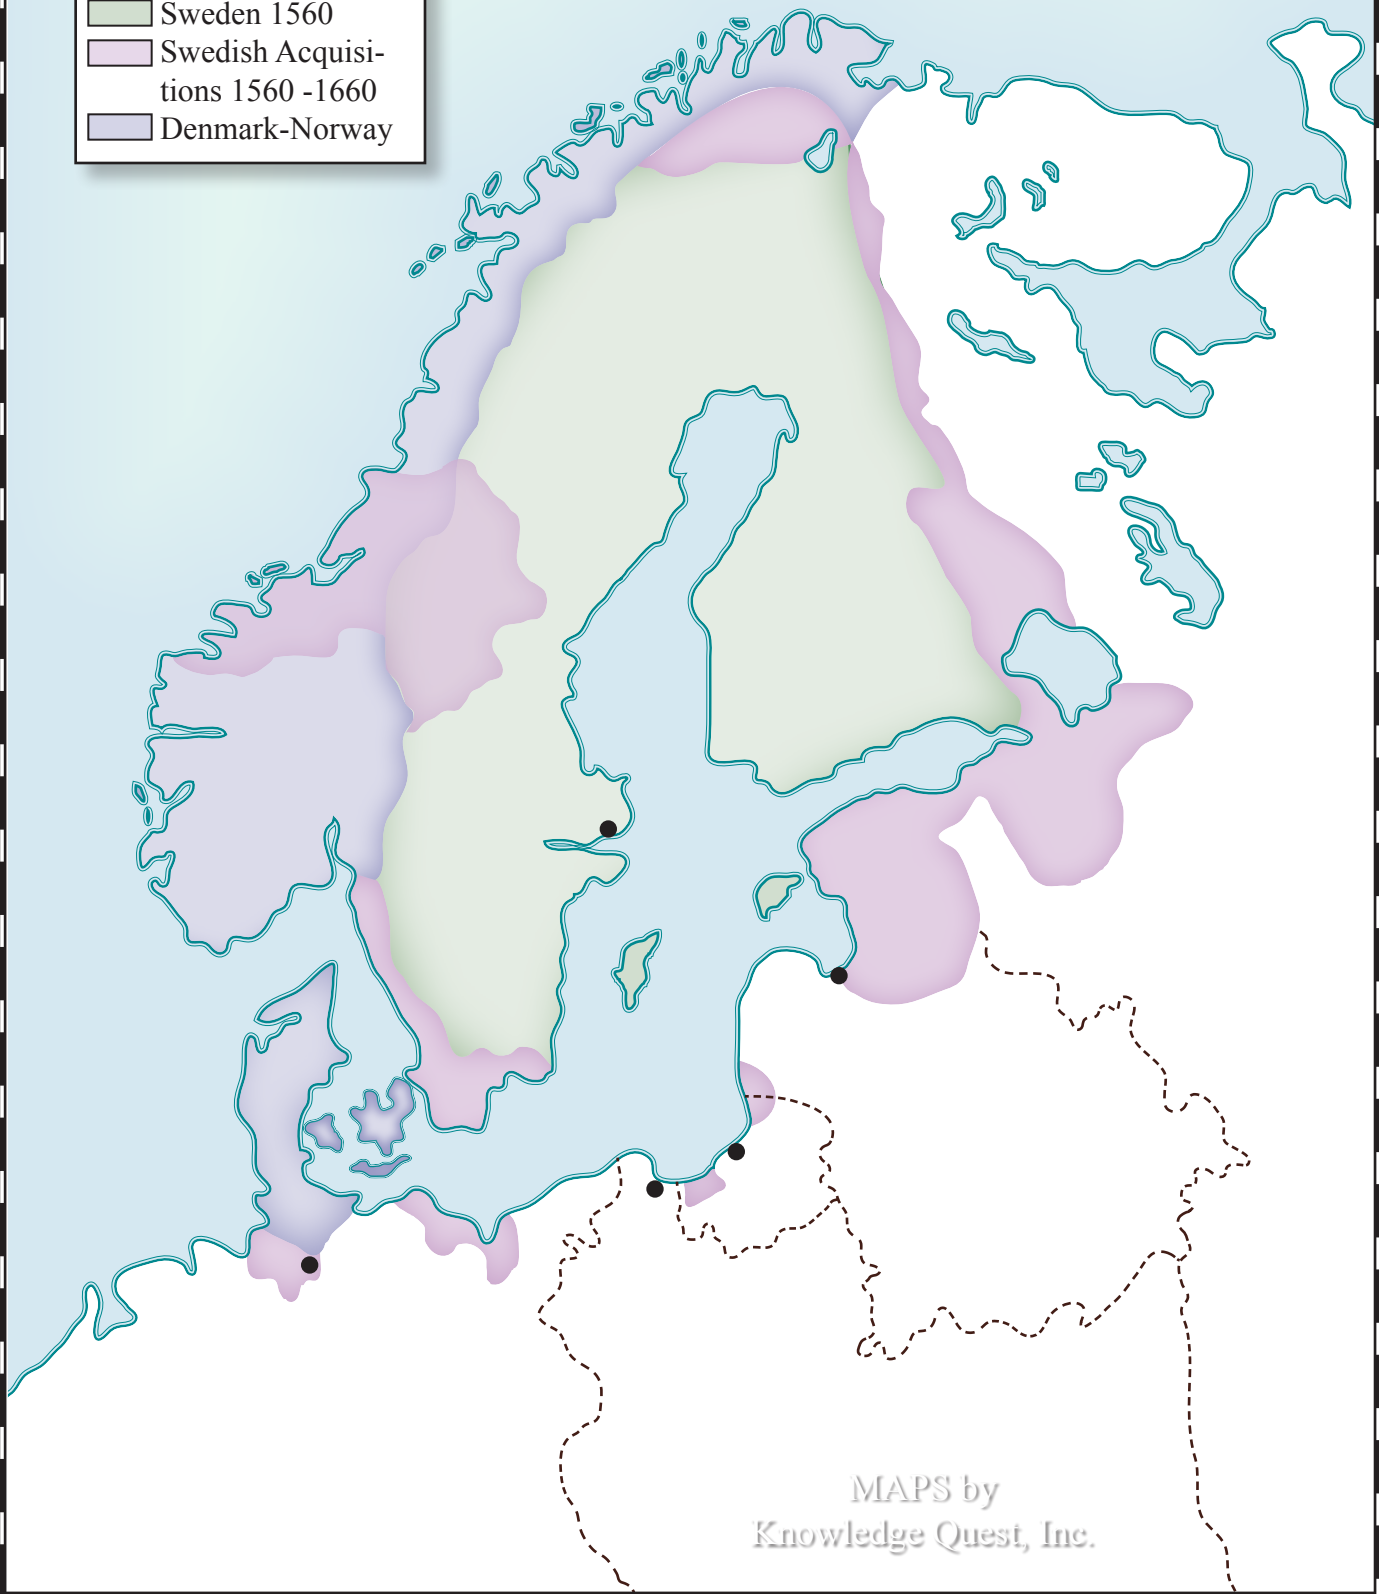 Sweden 1560
Swedish Acquisi-
tions 1560 -1660
Denmark-Norway
MAPS by
Knowledge Quest, Inc.